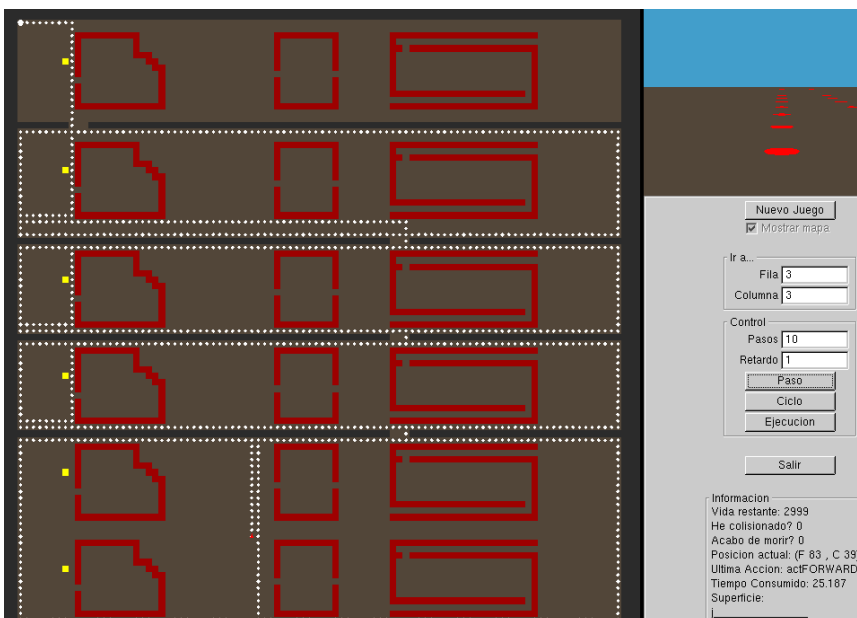 Nuevo Juego
Mostrar mapa
Ir a...
Fila 3
Columna 3
Control
Pasos 10
Retardo 1
Paso
Ciclo
Ejecucion
Salir
Informacion
Vida restante: 2999
He colisionado? 0
Acabo de morir? 0
Posicion actual: (F 83 , C 39)
Ultima Accion: actFORWARD
Tiempo Consumido: 25.187
Superficie:
i